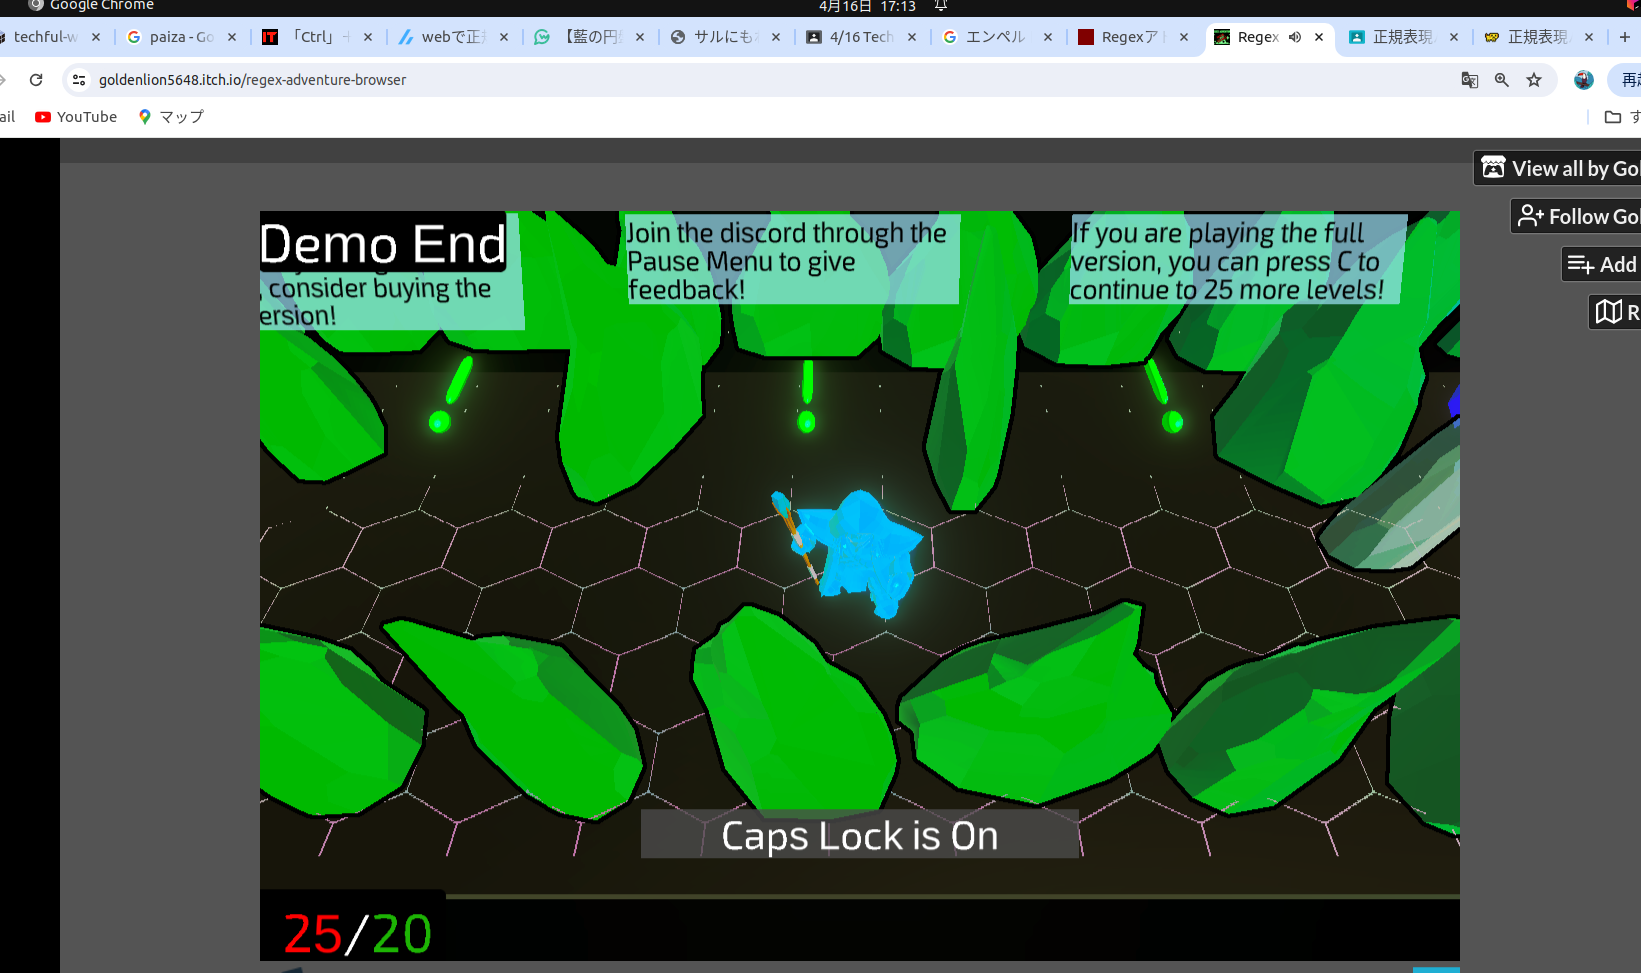 Google Chrome
4月16日 17:13
techful-w
paiza - Go
「Ctrl」
webで正
【藍の円
サルにも
4/16 Tech
エンペル
Regexア
Regex
正規表現
正規表現
goldenlion5648.itch.io/regex-adventure-browser
ail
YouTube
マップ
View all by Gol
Follow Gol
Add
R
Demo End
consider buying the
ersion!
Join the discord through the
Pause Menu to give
feedback!
If you are playing the full
version, you can press C to
continue to 25 more levels!
Caps Lock is On
25/20